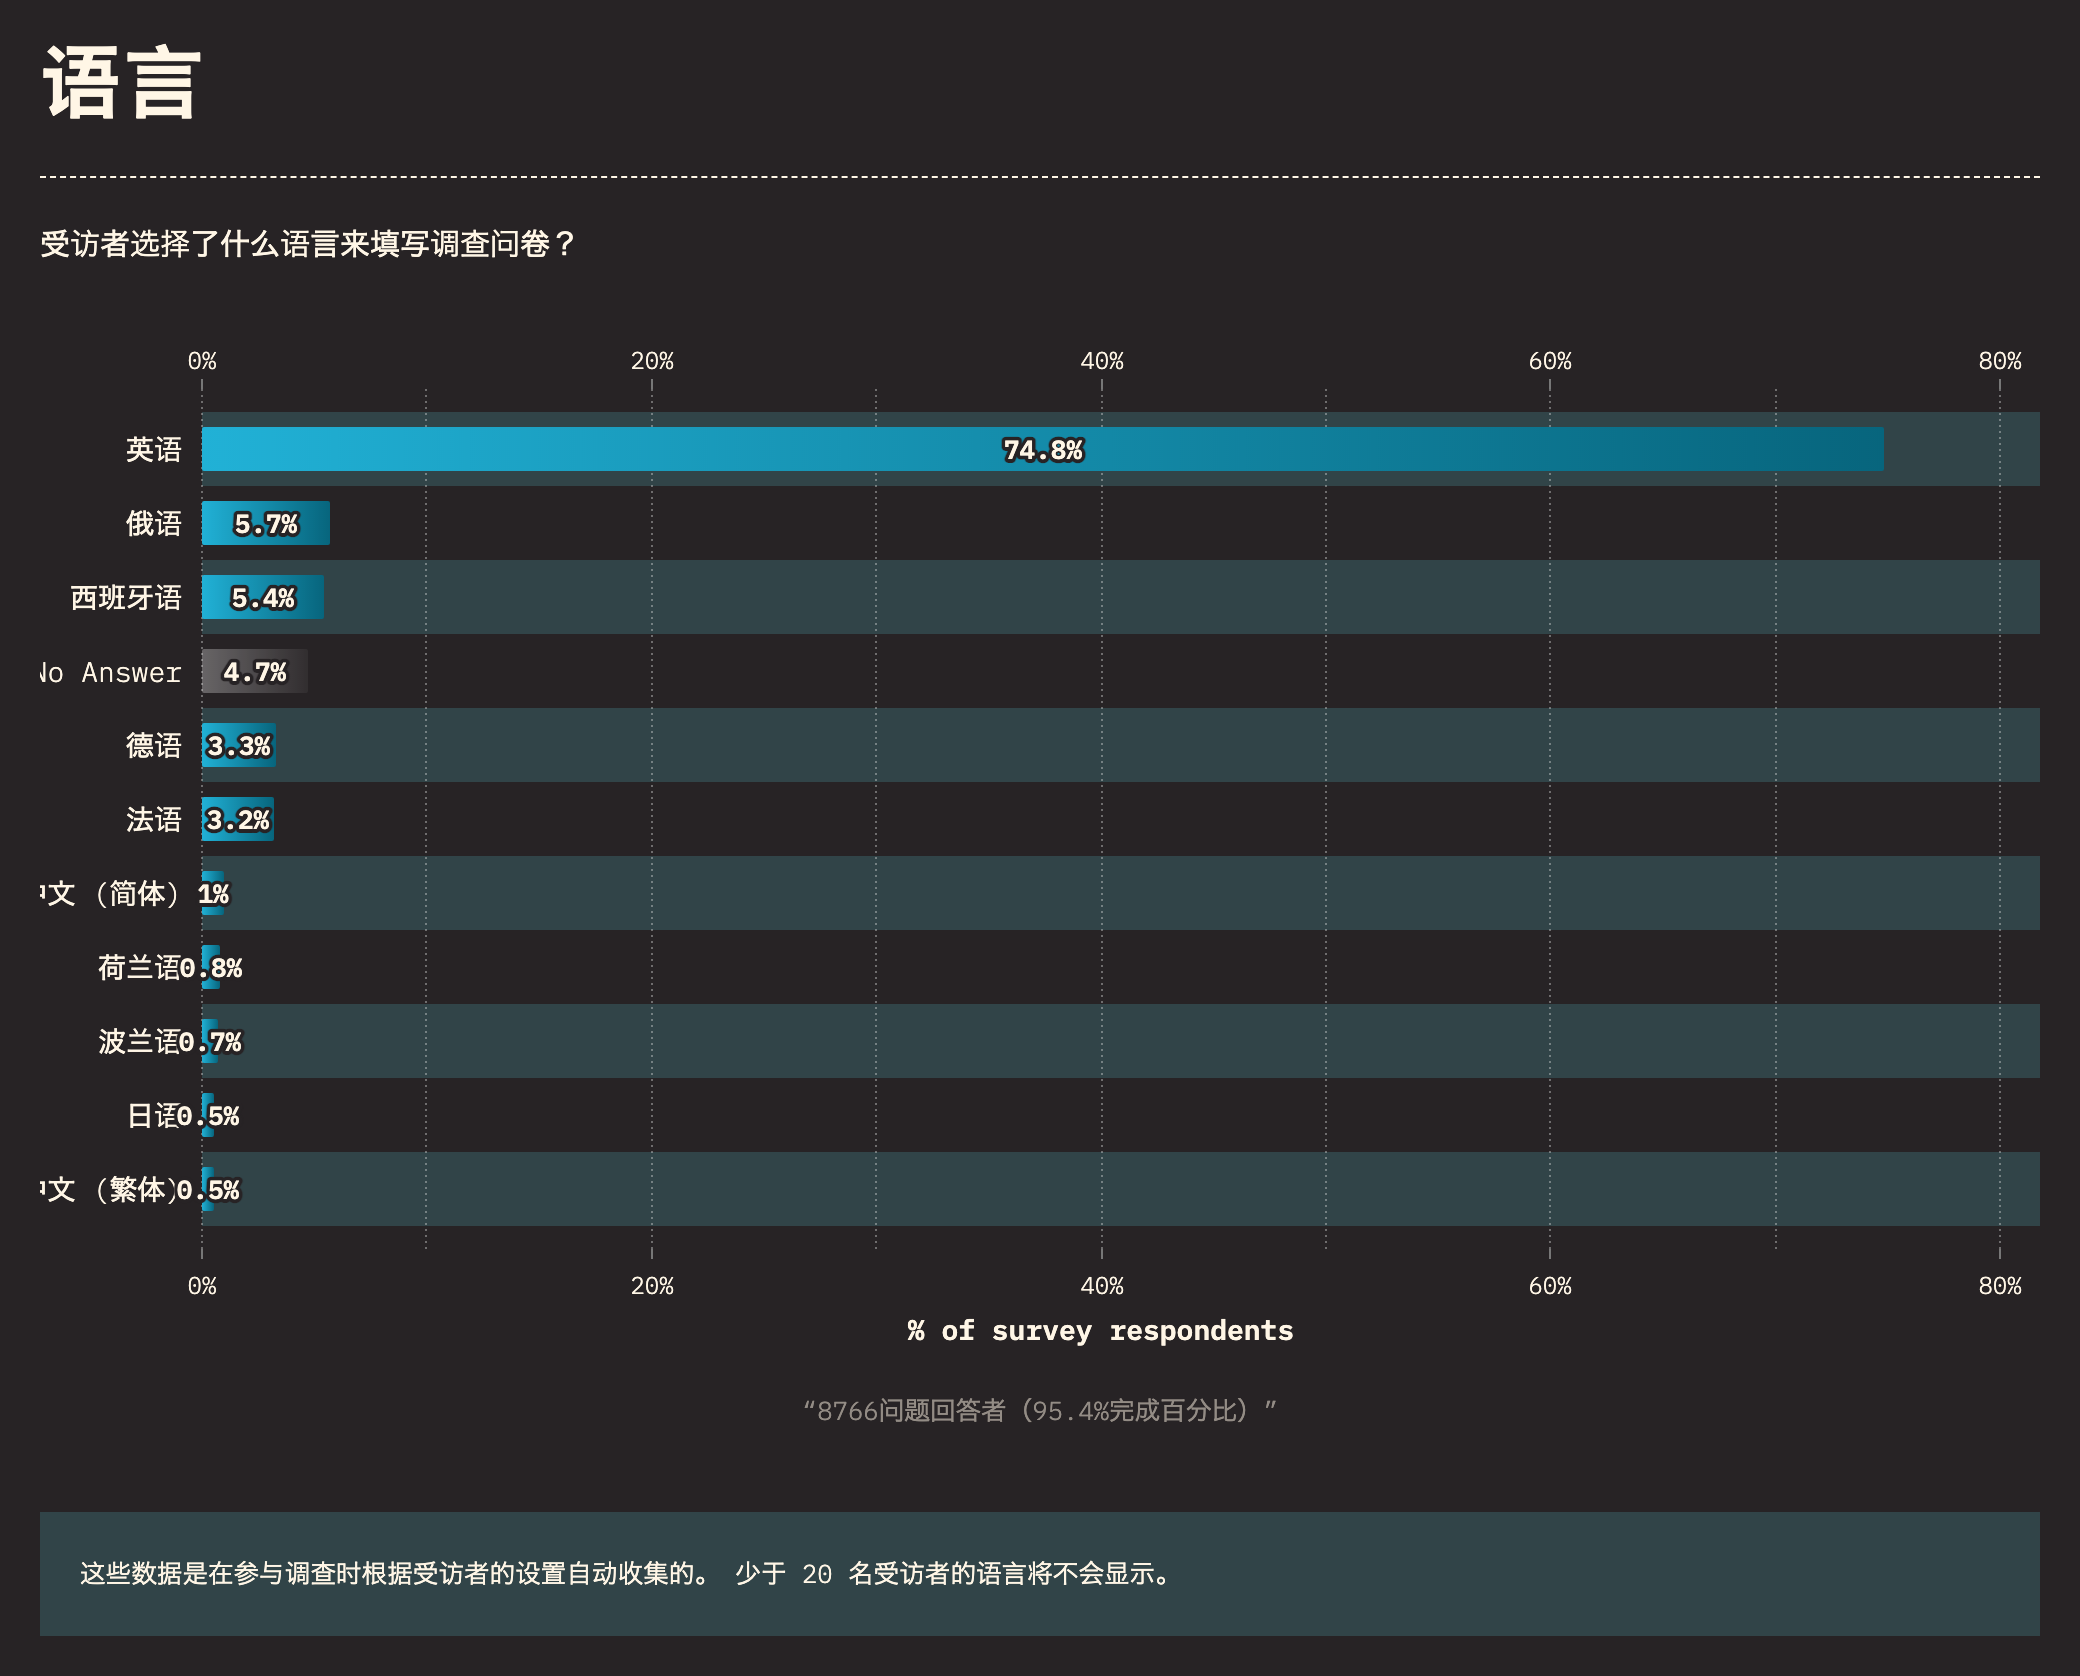 语言
受访者选择了什么语言来填写调查问卷？
0% 20% 40% 60% 80%
英语 74.8%
俄语 5.7%
西班牙语 5.4%
No Answer 4.7%
德语 3.3%
法语 3.2%
中文（简体） 1%
荷兰语 0.8%
波兰语 0.7%
日语 0.5%
中文（繁体） 0.5%
0% 20% 40% 60% 80%
% of survey respondents
“8766问题回答者（95.4%完成百分比）”
这些数据是在参与调查时根据受访者的设置自动收集的。 少于 20 名受访者的语言将不会显示。